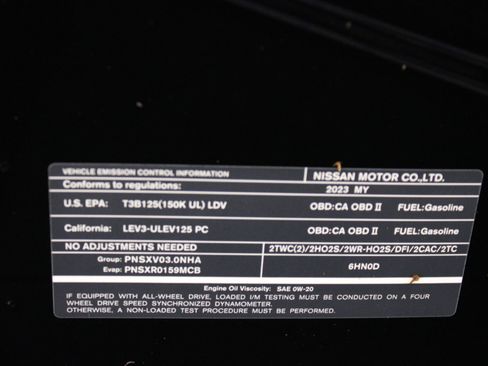 VEHICLE EMISSION CONTROL INFORMATION NISSAN MOTOR CO.,LTD.
Conforms to regulations: 2023 MY
U.S. EPA: T3B125(150K UL) LDV OBD:CA OBD II FUEL:Gasoline
California: LEV3-ULEV125 PC OBD:CA OBD II FUEL:Gasoline
NO ADJUSTMENTS NEEDED 2TWC(2)/2HO2S/2WR-HO2S/DFI/2CAC/2TC
Group: PNSXV03.0NHA
Evap: PNSXR0159MCB 6HN0D
Engine Oil Viscosity: SAE 0W-20
IF EQUIPPED WITH ALL-WHEEL DRIVE, LOADED I/M TESTING MUST BE CONDUCTED ON A FOUR
WHEEL DRIVE SPEED SYNCHRONIZED DYNAMOMETER.
OTHERWISE, A NON-LOADED TEST PROCEDURE MUST BE PERFORMED.